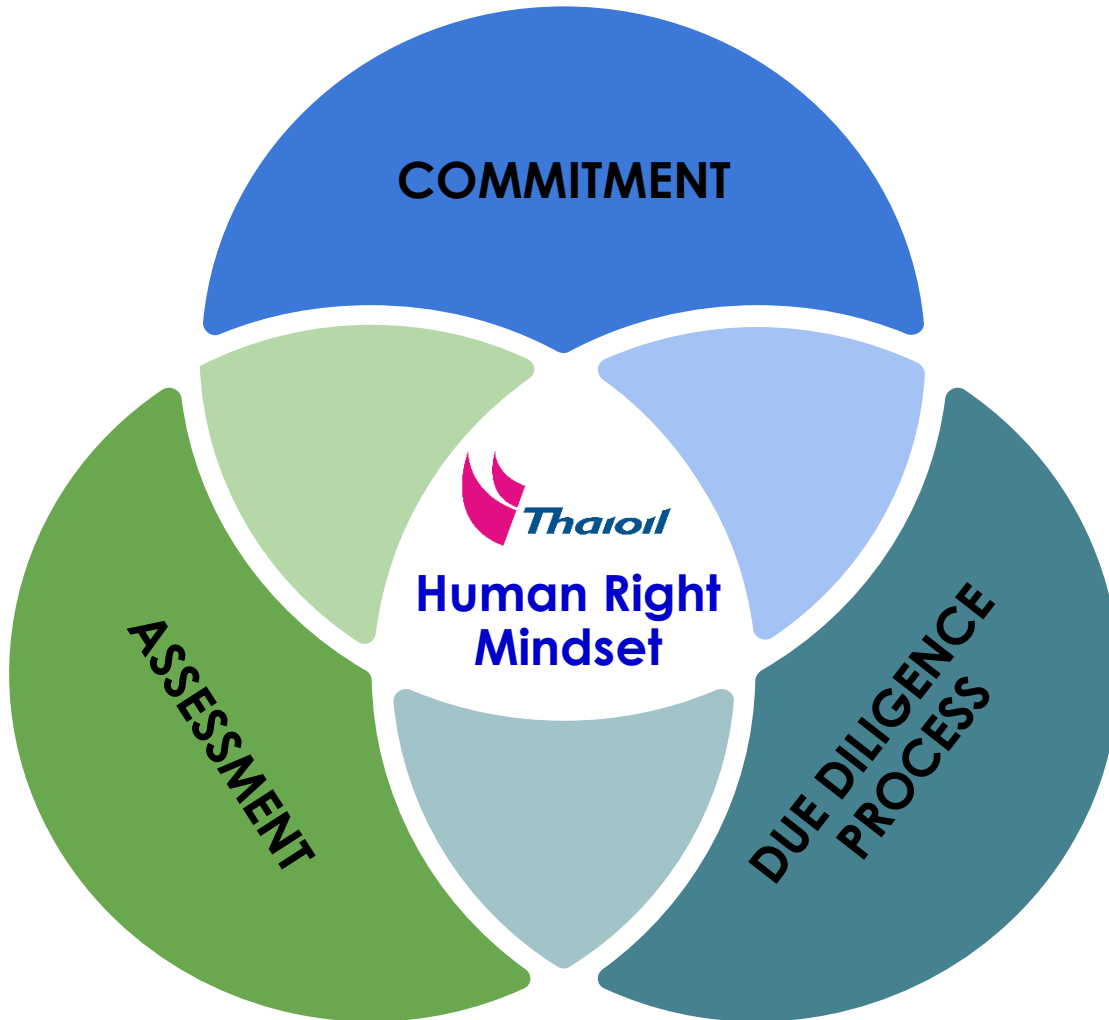 COMMITMENT
Thaioil
Human Right
Mindset
ASSESSMENT
DUE DILIGENCE
PROCESS